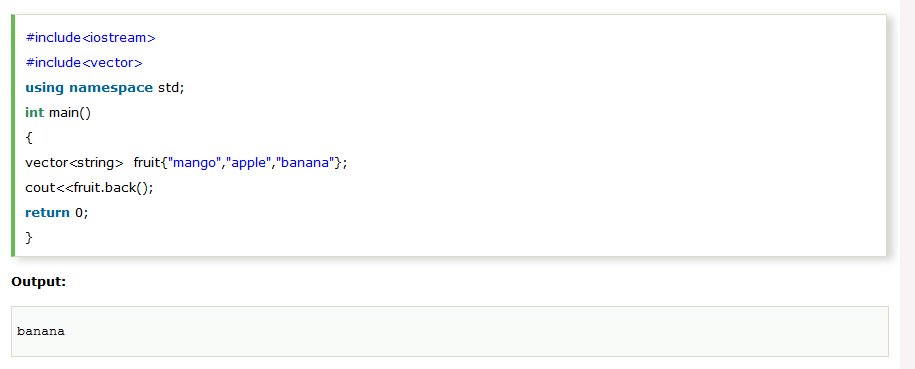 #include<iostream>
#include<vector>
using namespace std;
int main()
{
vector<string>  fruit{"mango","apple","banana"};
cout<<fruit.back();
return 0;
}
Output:
banana